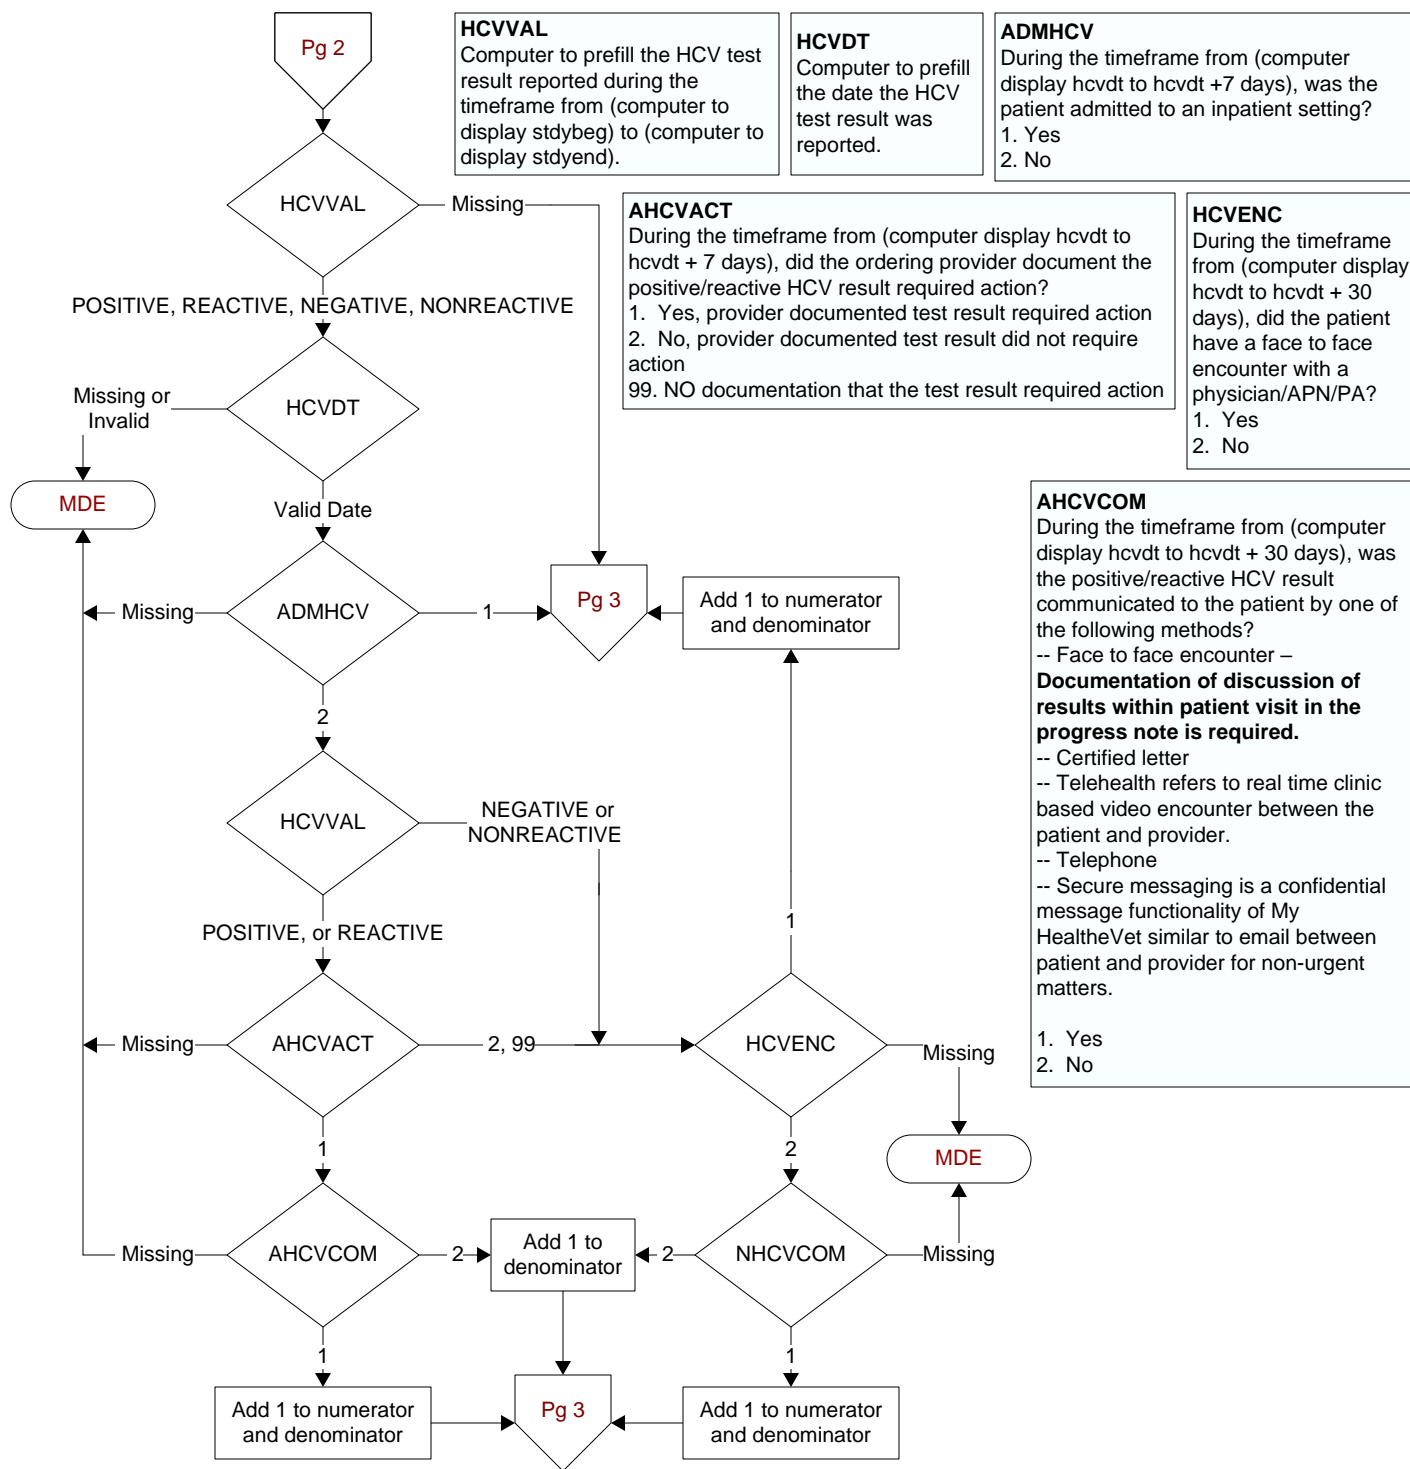 Pg 2
HCVVAL
Computer to prefill the HCV test
result reported during the
timeframe from (computer to
display stdybeg) to (computer to
display stdyend).
HCVDT
Computer to prefill
the date the HCV
test result was
reported.
ADMHCV
During the timeframe from (computer
display hcvdt to hcvdt +7 days), was the
patient admitted to an inpatient setting?
1. Yes
2. No
HCVVAL
Missing
AHCVACT
During the timeframe from (computer display hcvdt to
hcvdt + 7 days), did the ordering provider document the
positive/reactive HCV result required action?
1. Yes, provider documented test result required action
2. No, provider documented test result did not require
action
99. NO documentation that the test result required action
HCVENC
During the timeframe
from (computer display
hcvdt to hcvdt + 30
days), did the patient
have a face to face
encounter with a
physician/APN/PA?
1. Yes
2. No
POSITIVE, REACTIVE, NEGATIVE, NONREACTIVE
Missing or
Invalid
HCVDT
MDE
Valid Date
AHCVCOM
During the timeframe from (computer
display hcvdt to hcvdt + 30 days), was
the positive/reactive HCV result
communicated to the patient by one of
the following methods?
-- Face to face encounter –
Documentation of discussion of
results within patient visit in the
progress note is required.
-- Certified letter
-- Telehealth refers to real time clinic
based video encounter between the
patient and provider.
-- Telephone
-- Secure messaging is a confidential
message functionality of My
HealtheVet similar to email between
patient and provider for non-urgent
matters.
1. Yes
2. No
Missing
ADMHCV
1
Pg 3
Add 1 to numerator
and denominator
2
HCVVAL
NEGATIVE or
NONREACTIVE
POSITIVE, or REACTIVE
1
Missing
AHCVACT
2, 99
HCVENC
Missing
1
2
MDE
Missing
AHCVCOM
2
Add 1 to
denominator
2
NHCVCOM
Missing
1
1
Add 1 to numerator
and denominator
Pg 3
Add 1 to numerator
and denominator